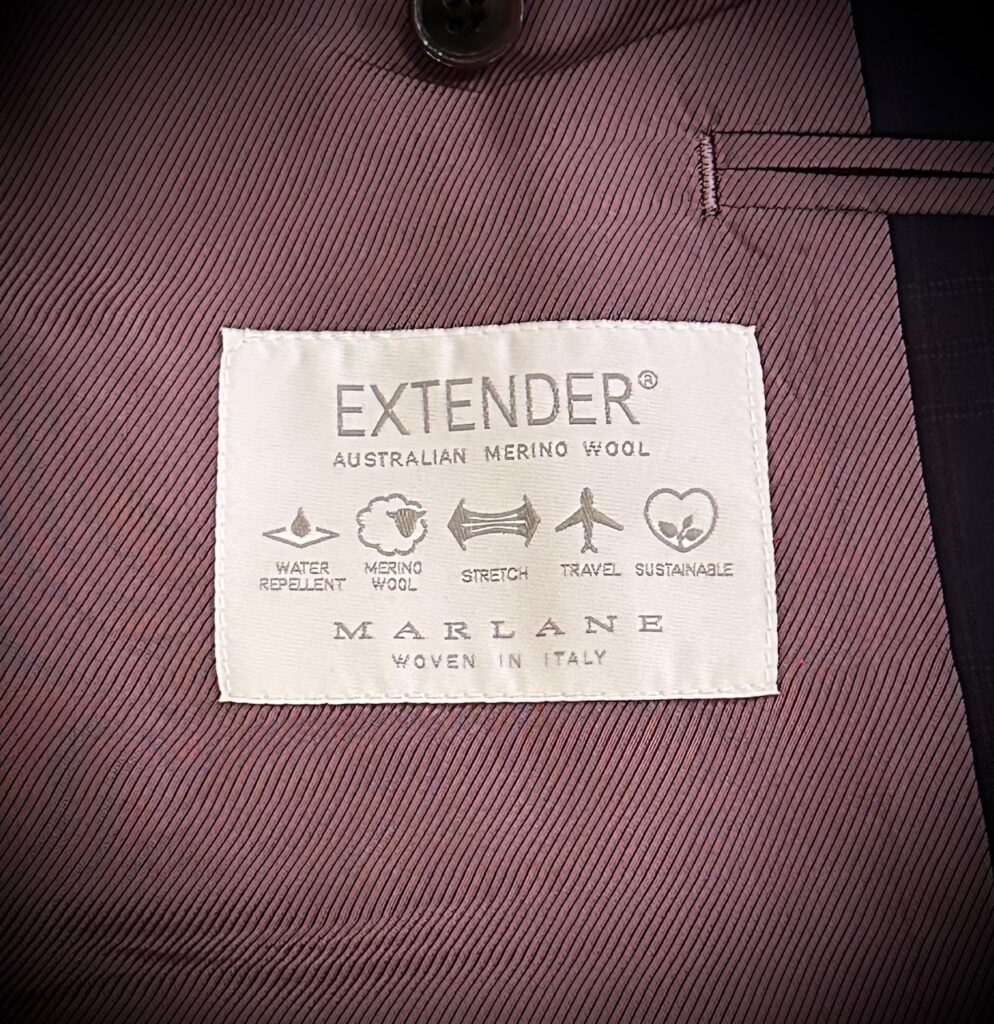 EXTENDER®
AUSTRALIAN MERINO WOOL
WATER REPELLENT
MERINO WOOL
STRETCH
TRAVEL
SUSTAINABLE
MARLANE
WOVEN IN ITALY